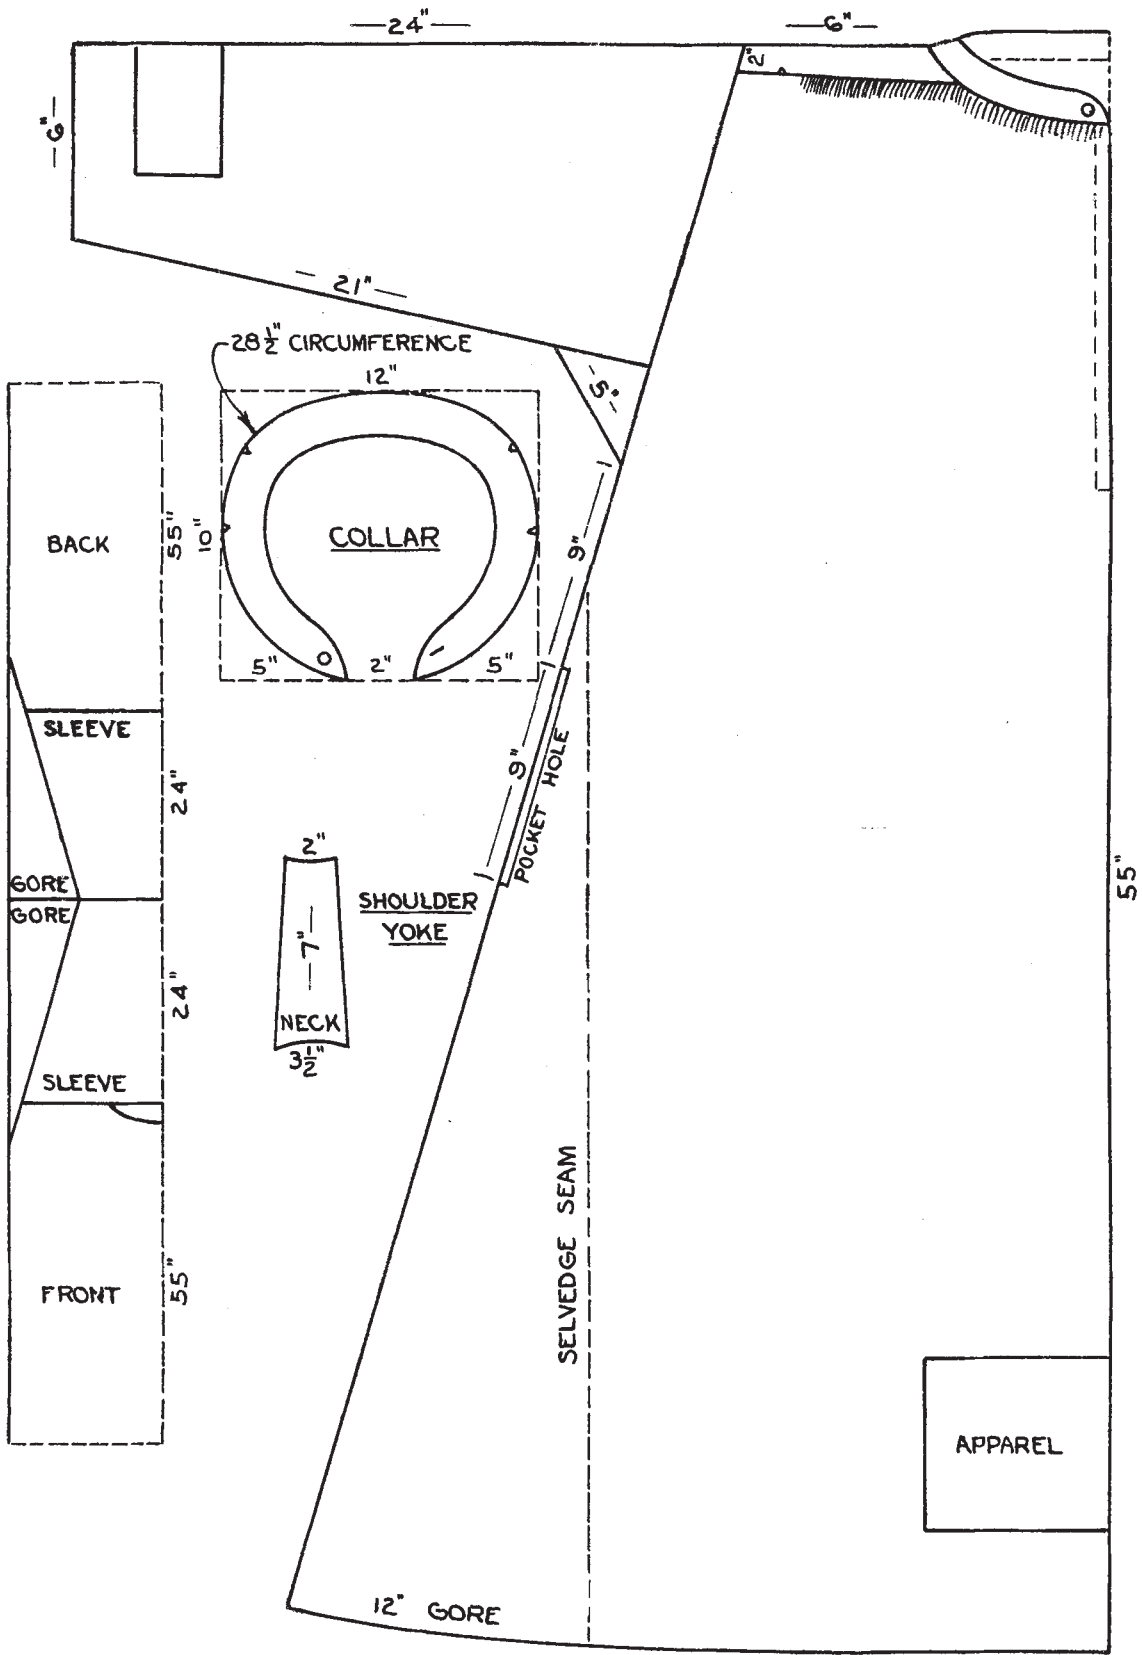 24"
6"
2"
6"
21"
28 1/2" CIRCUMFERENCE
12"
5"
BACK
55"
10"
COLLAR
9"
5"
2"
5"
SLEEVE
9"
POCKET HOLE
24"
2"
GORE
GORE
7"
SHOULDER
YOKE
55"
24"
NECK
3 1/2"
SLEEVE
SELVEDGE SEAM
FRONT
55"
APPAREL
12" GORE